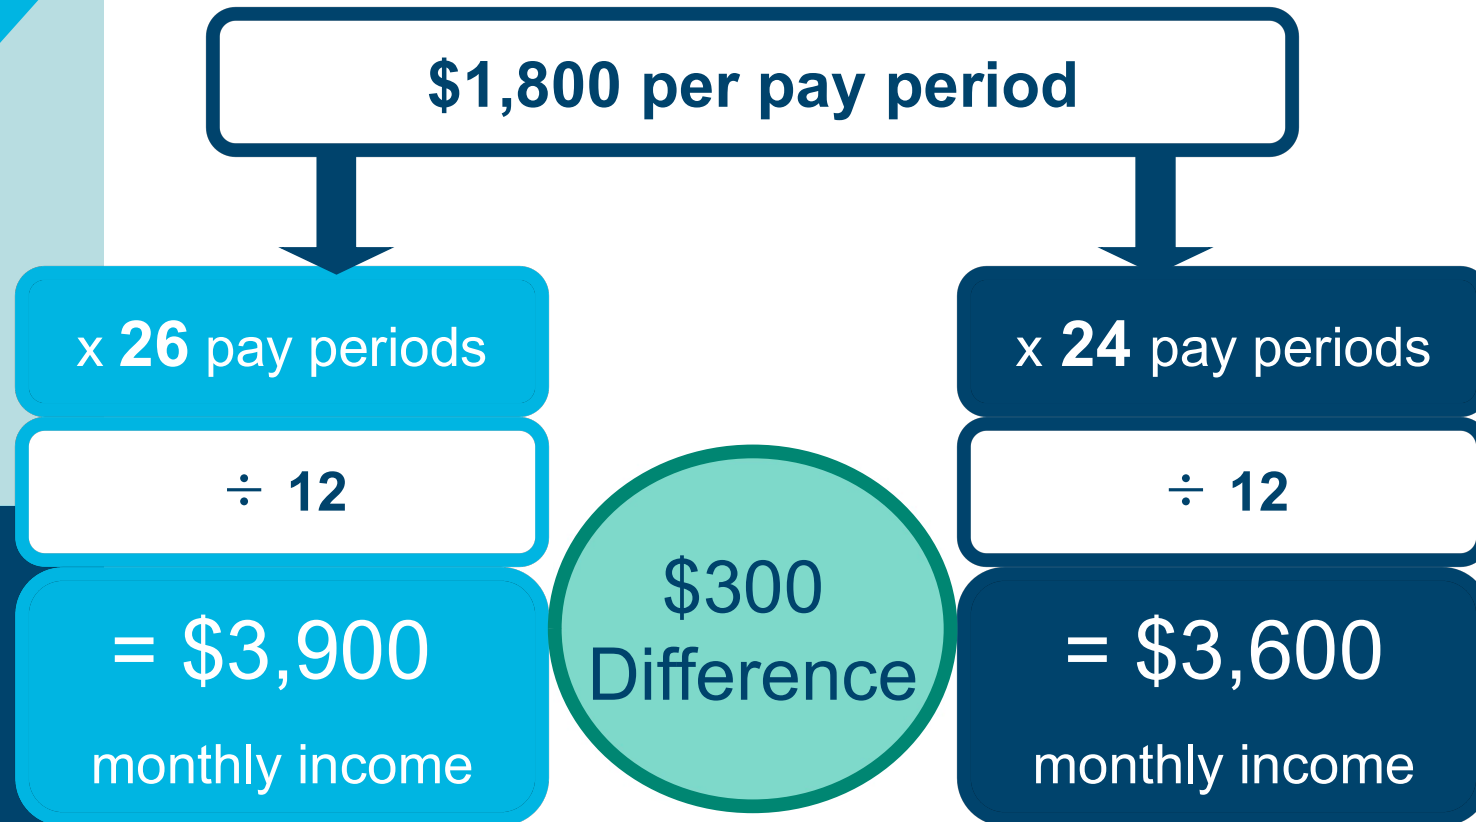 $1,800 per pay period
x 26 pay periods
÷ 12
= $3,900
monthly income
$300
Difference
x 24 pay periods
÷ 12
= $3,600
monthly income